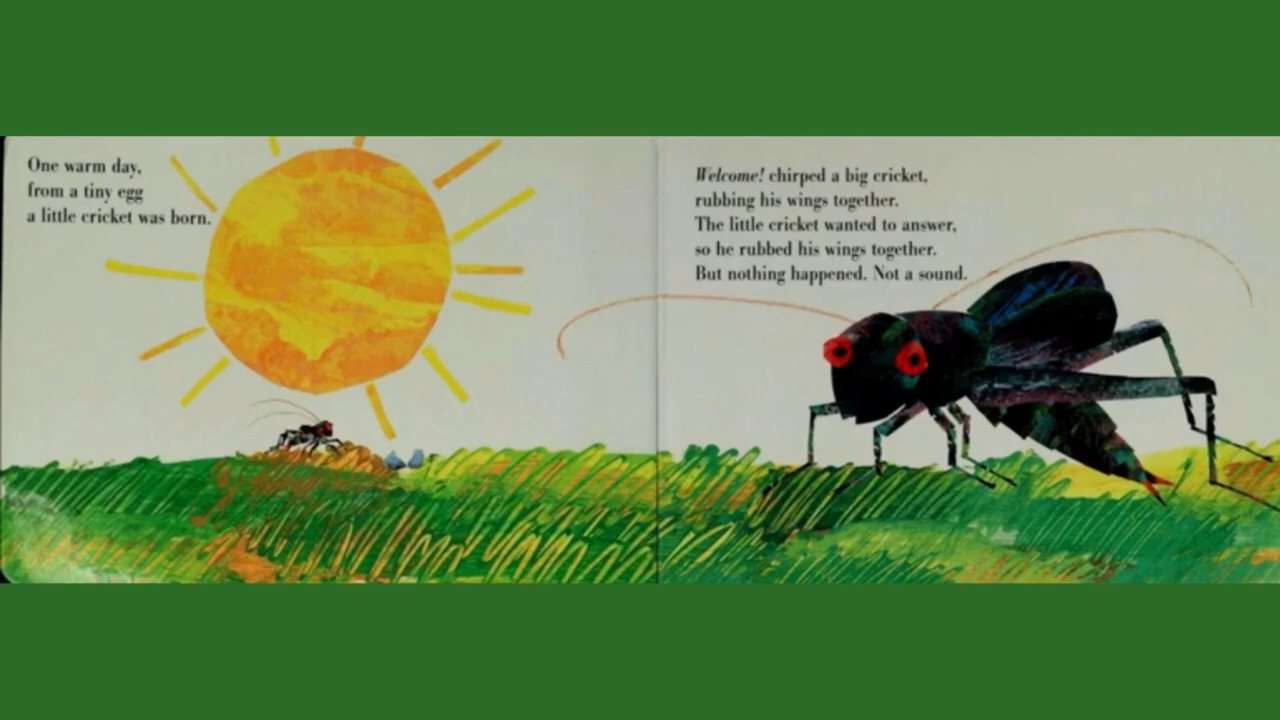 One warm day,
from a tiny egg
a little cricket was born.
Welcome! chirped a big cricket,
rubbing his wings together.
The little cricket wanted to answer,
so he rubbed his wings together.
But nothing happened. Not a sound.